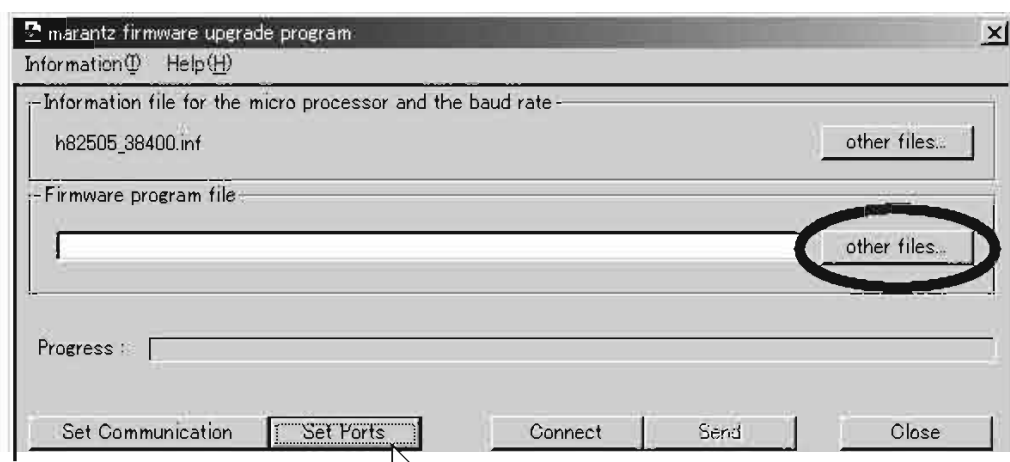 marantz firmware upgrade program
Information(I) Help(H)
Information file for the micro processor and the baud rate
h82505_38400.inf
other files...
Firmware program file
other files...
Progress :
Set Communication Set Ports Connect Send Close